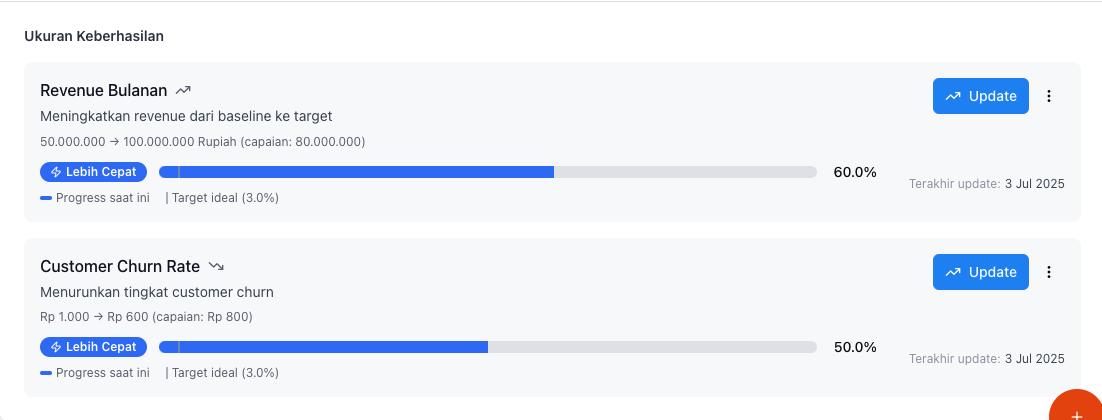 Ukuran Keberhasilan
Revenue Bulanan
Update
Meningkatkan revenue dari baseline ke target
50.000.000 → 100.000.000 Rupiah (capaian: 80.000.000)
Lebih Cepat
60.0%
Terakhir update: 3 Jul 2025
Progress saat ini | Target ideal (3.0%)
Customer Churn Rate
Update
Menurunkan tingkat customer churn
Rp 1.000 → Rp 600 (capaian: Rp 800)
Lebih Cepat
50.0%
Terakhir update: 3 Jul 2025
Progress saat ini | Target ideal (3.0%)
+